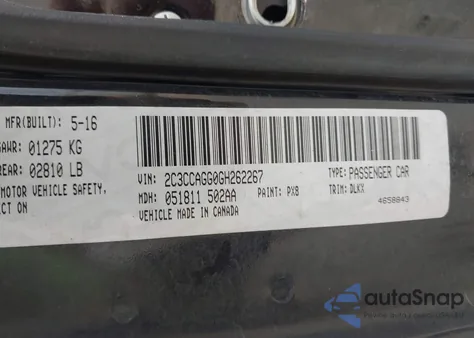 MFR(BUILT): 5-16
GAWR: 01275 KG
REAR: 02810 LB
MOTOR VEHICLE SAFETY,
ECT ON
VIN: 2C3CCAGG0GH262267
TYPE: PASSENGER CAR
MDH: 051811 502AA
PAINT: PX8
TRIM: DLKX
VEHICLE MADE IN CANADA
4658843
autoSnap